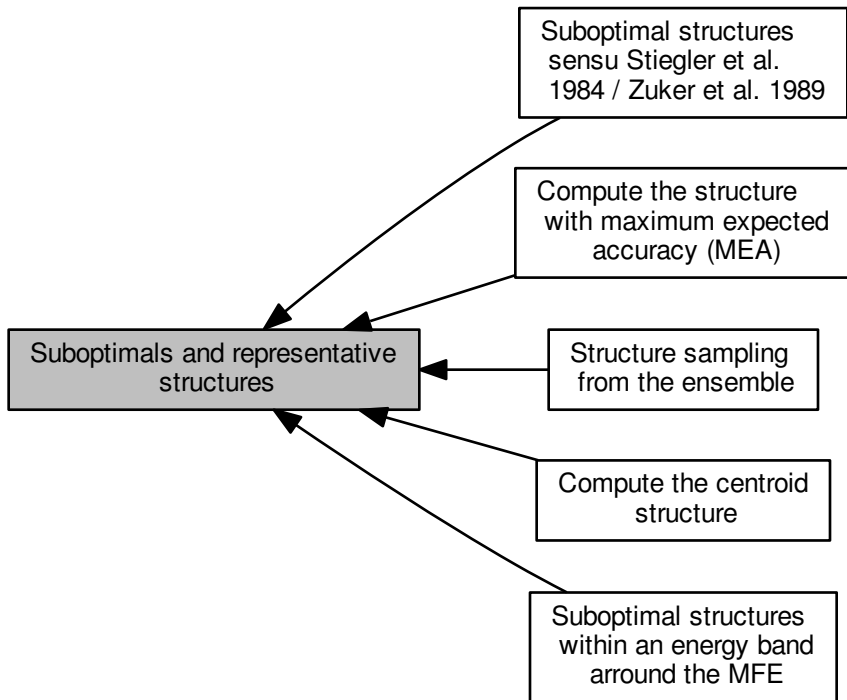 Suboptimal structures
sensu Stiegler et al.
1984 / Zuker et al. 1989
Compute the structure
with maximum expected
accuracy (MEA)
Suboptimals and representative
structures
Structure sampling
from the ensemble
Compute the centroid
structure
Suboptimal structures
within an energy band
arround the MFE